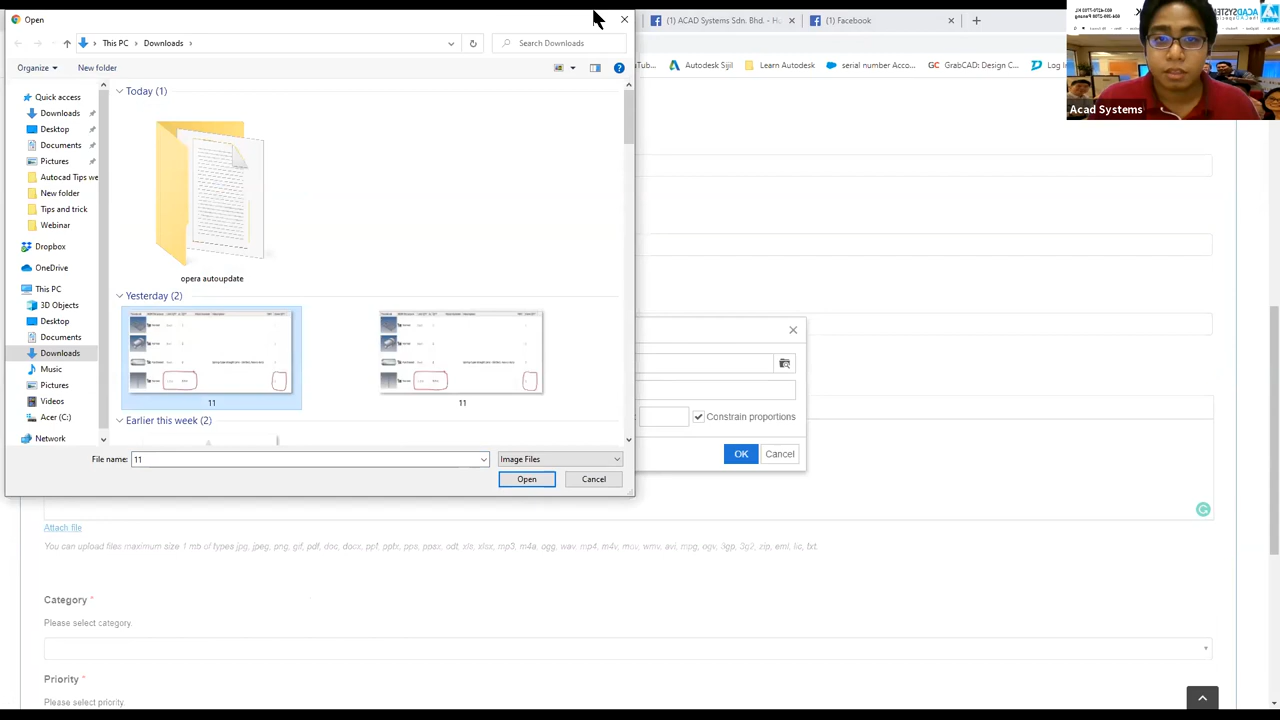 Open
(1) ACAD Systems Sdn. Bhd. - H
(1) Facebook
This PC
Downloads
Search Downloads
Organize
New folder
Acawd Sijil
Learn Autodesk
serial number Acco...
GrabCAD: Design C...
Log In
Acad Systems
Quick access
Downloads
Desktop
Documents
Pictures
Autocad Tips we
New folder
Tips and trick
Webinar
Dropbox
OneDrive
This PC
3D Objects
Desktop
Documents
Downloads
Music
Pictures
Videos
Acer (C:)
Network
Today (1)
opera autoupdate
Yesterday (2)
11
11
Earlier this week (2)
File name:
11
Image Files
Open
Cancel
Constrain proportions
OK
Cancel
Attach file
You can upload files maximum size 1 mb of types jpg, jpeg, png, gif, pdf, doc, docx, ppt, pptx, pps, ppsx, odt, xls, xlsx, mp3, m4a, ogg, wav, mp4, m4v, mov, wmv, avi, mpg, ogv, 3gp, 3g2, zip, eml, lic, txt.
Category *
Please select category.
Priority *
Please select priority.